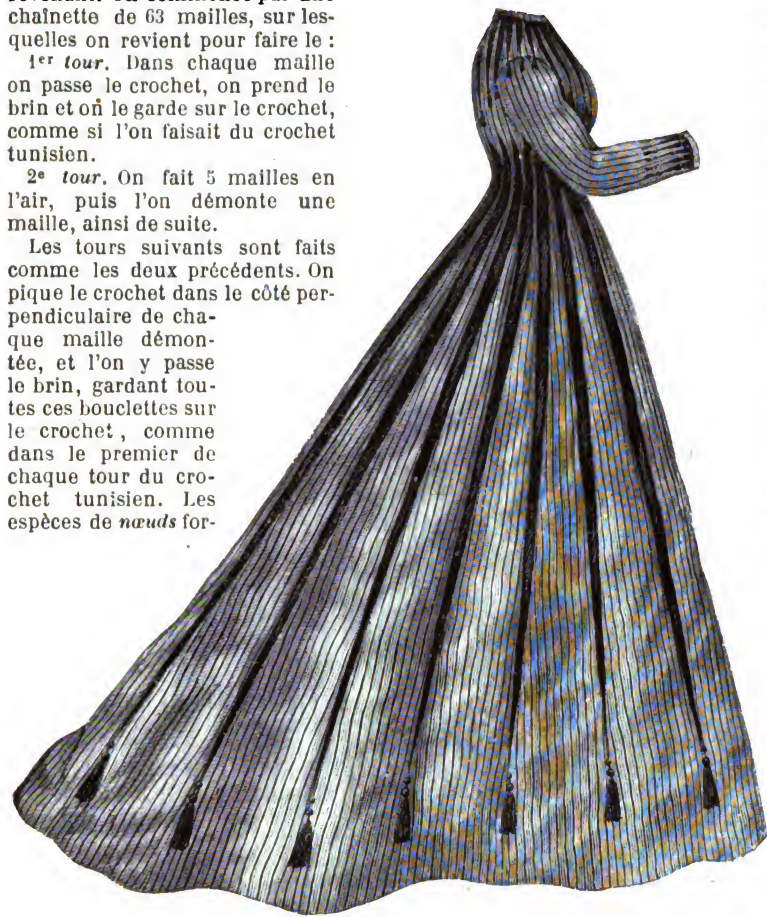 chaînette de 63 mailles, sur les-
quelles on revient pour faire le :
1er tour. Dans chaque maille
on passe le crochet, on prend le
brin et on le garde sur le crochet,
comme si l'on faisait du crochet
tunisien.
2e tour. On fait 5 mailles en
l'air, puis l'on démonte une
maille, ainsi de suite.
Les tours suivants sont faits
comme les deux précédents. On
pique le crochet dans le côté per-
pendiculaire de cha-
que maille démon-
tée, et l'on y passe
le brin, gardant tou-
tes ces bouclettes sur
le crochet, comme
dans le premier de
chaque tour du cro-
chet tunisien. Les
espèces de nœuds for-